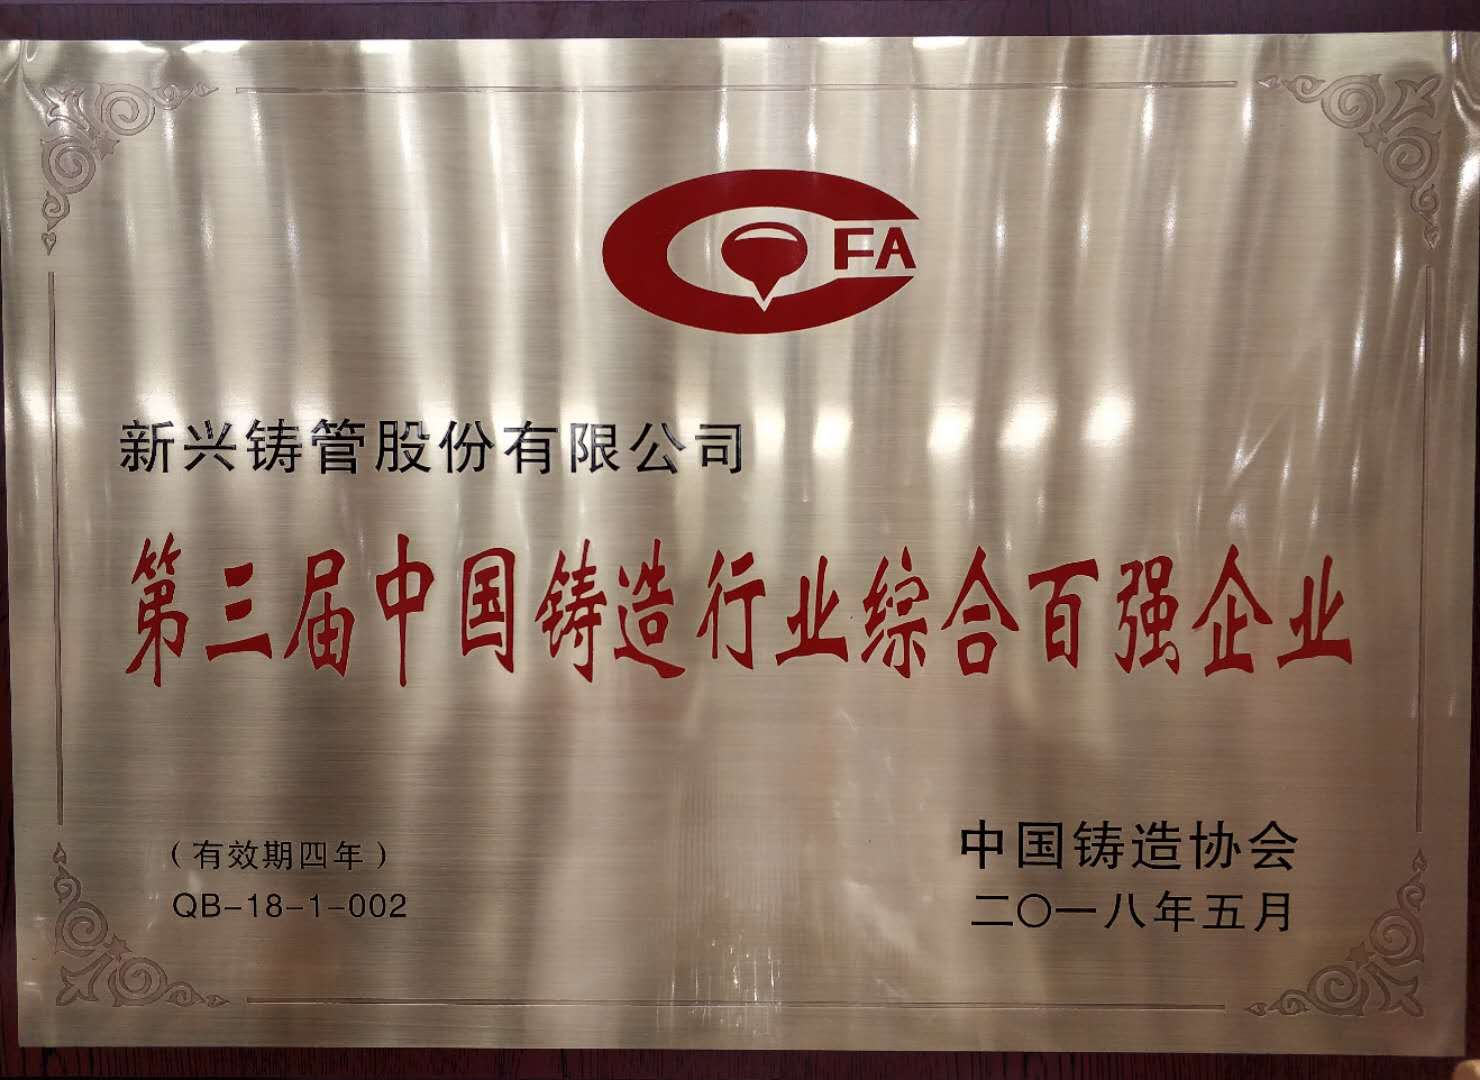 FA
新兴铸管股份有限公司
第三届中国铸造行业综合百强企业
（有效期四年）
QB-18-1-002
中国铸造协会
二〇一八年五月